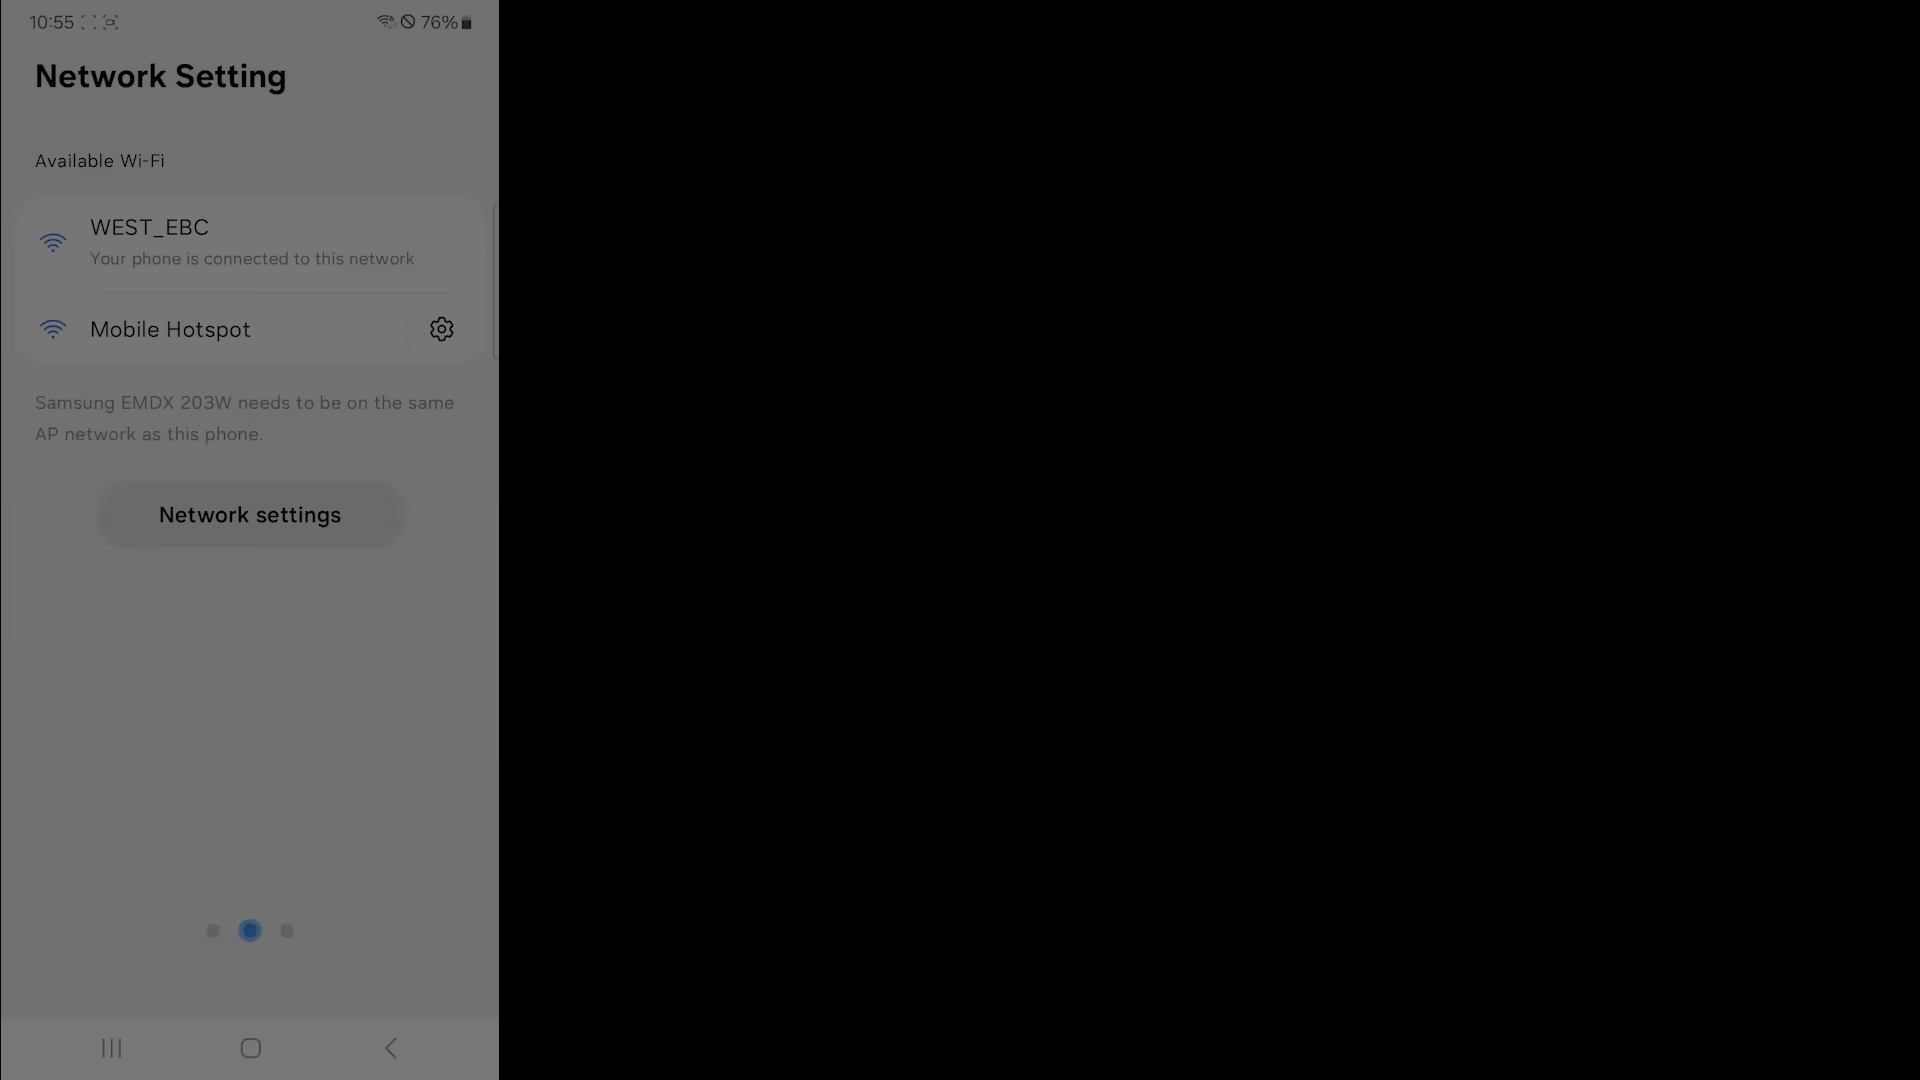 10:55
76%
Network Setting
Available Wi-Fi
WEST_EBC
Your phone is connected to this network
Mobile Hotspot
Samsung EMDX 203W needs to be on the same
AP network as this phone.
Network settings